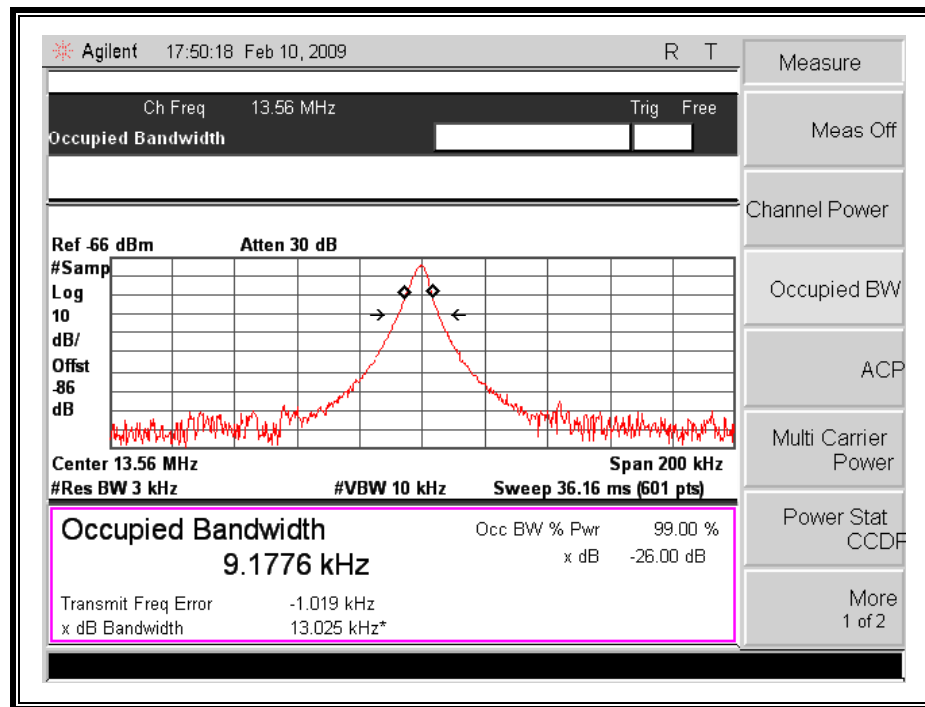 Agilent 17:50:18 Feb 10, 2009 R T
Ch Freq 13.56 MHz Trig Free
Occupied Bandwidth
Ref -66 dBm Atten 30 dB
#Samp
Log
10
dB/
Offst
-86
dB
Center 13.56 MHz Span 200 kHz
#Res BW 3 kHz #VBW 10 kHz Sweep 36.16 ms (601 pts)
Occupied Bandwidth Occ BW % Pwr 99.00 %
9.1776 kHz x dB -26.00 dB
Transmit Freq Error -1.019 kHz
x dB Bandwidth 13.025 kHz*
Measure
Meas Off
Channel Power
Occupied BW
ACP
Multi Carrier
Power
Power Stat
CCDF
More
1 of 2